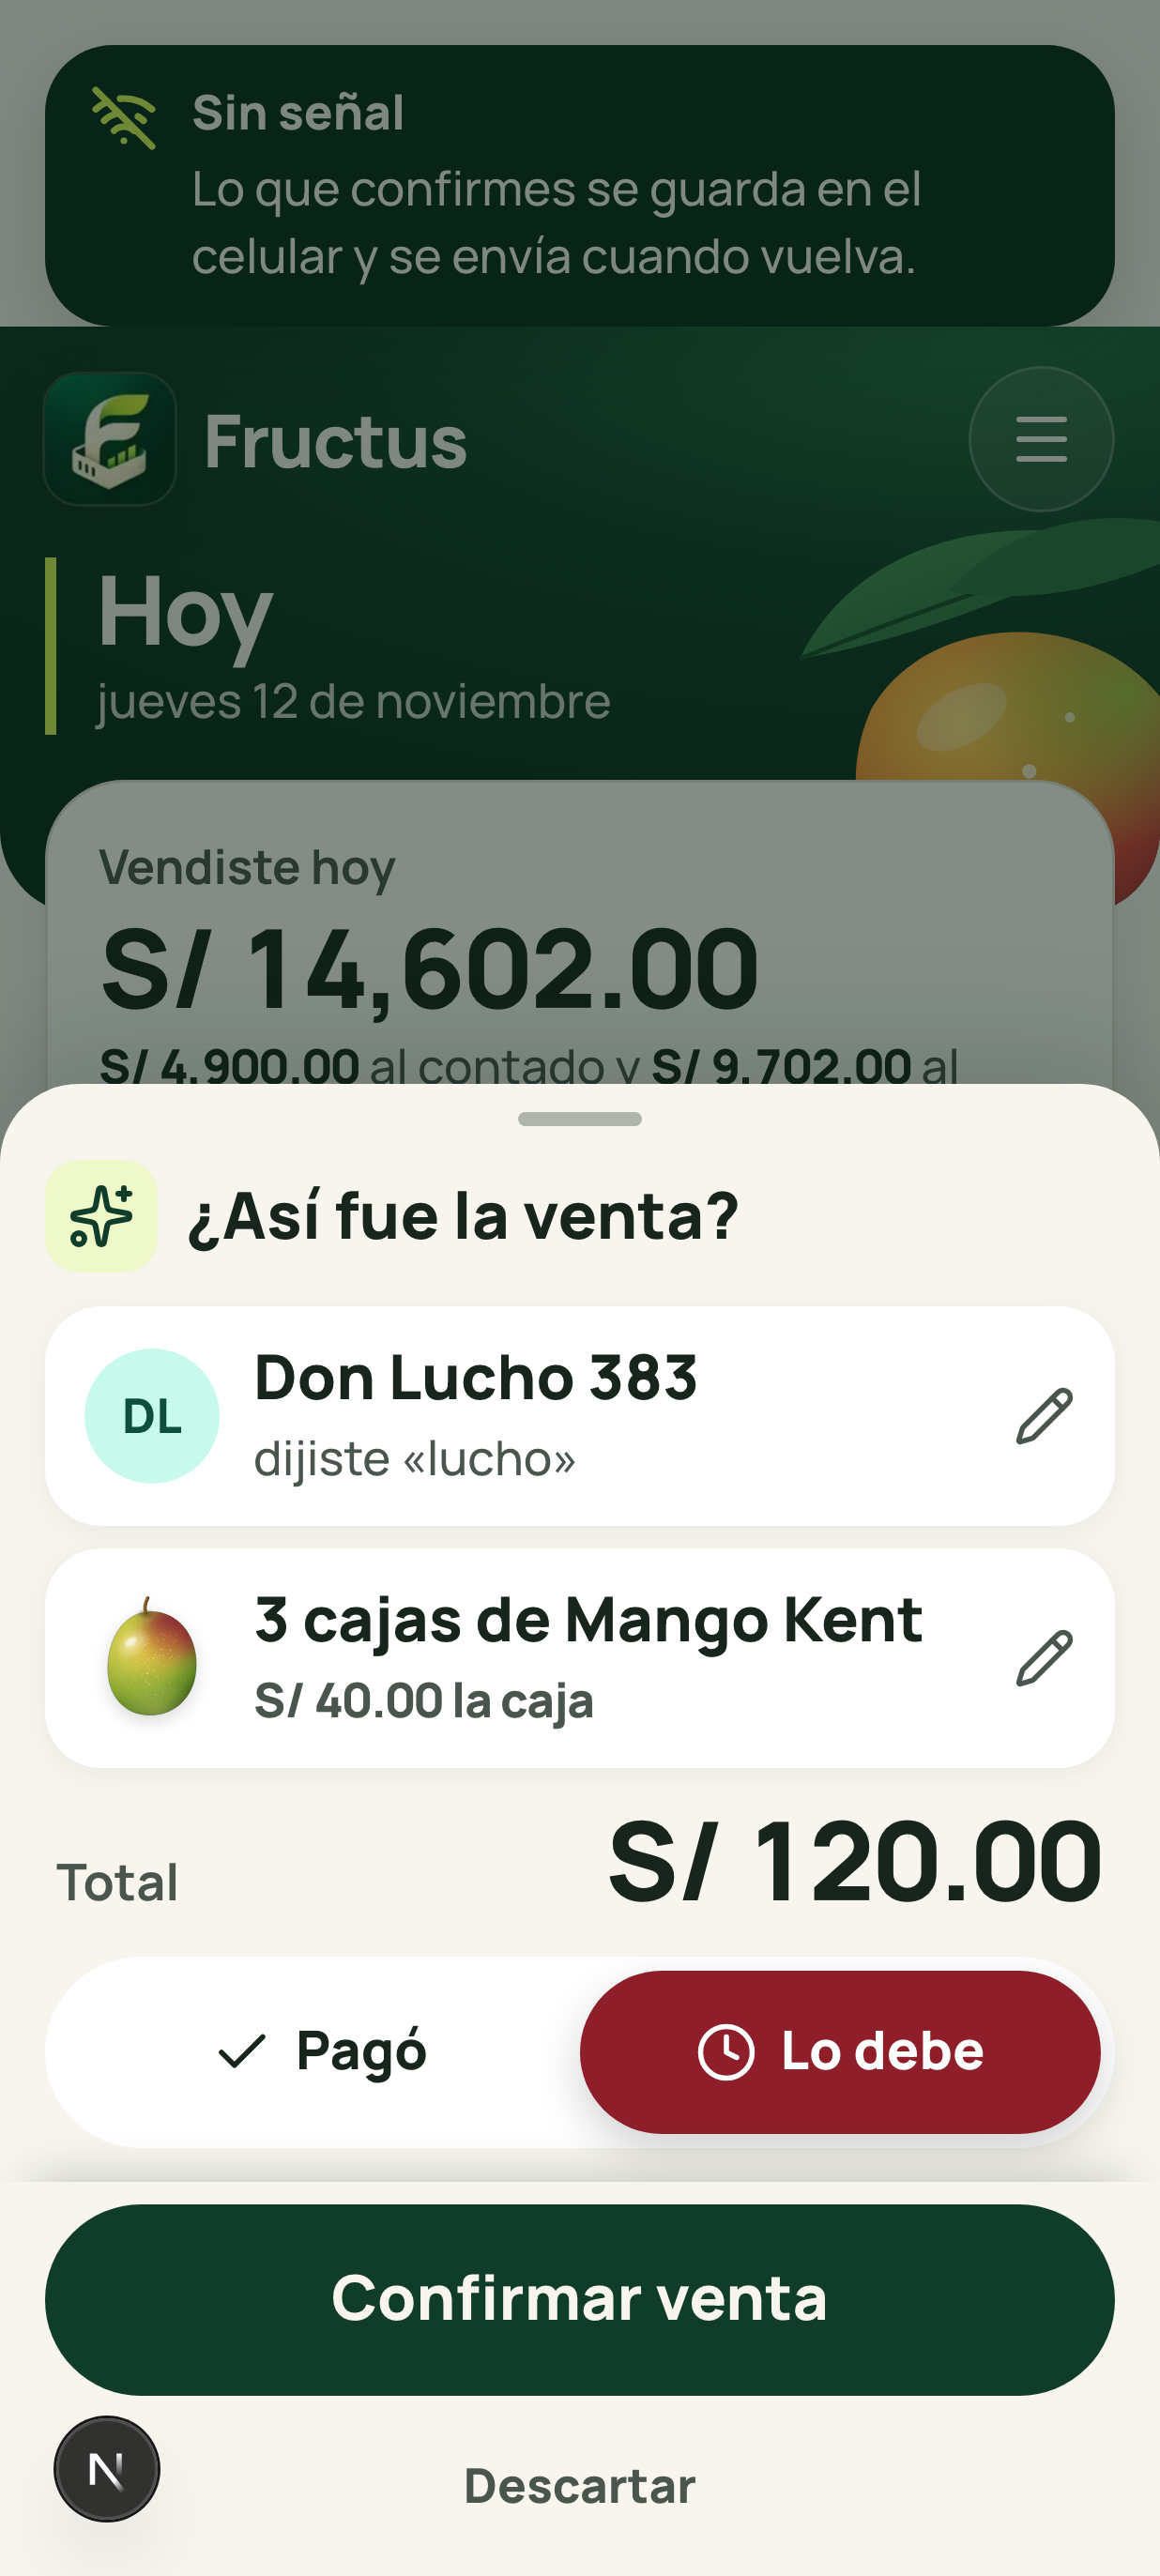 Sin señal
Lo que confirmes se guarda en el
celular y se envía cuando vuelva.
Fructus
Hoy
jueves 12 de noviembre
Vendiste hoy
S/ 14,602.00
S/ 4,900.00 al contado y S/ 9,702.00 al
¿Así fue la venta?
DL
Don Lucho 383
dijiste «lucho»
3 cajas de Mango Kent
S/ 40.00 la caja
Total
S/ 120.00
Pagó
Lo debe
Confirmar venta
N
Descartar